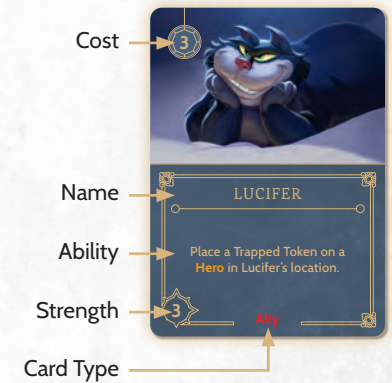 Cost
3
Name
LUCIFER
Ability
Place a Trapped Token on a
Hero in Lucifer's location.
Strength
3
Ally
Card Type